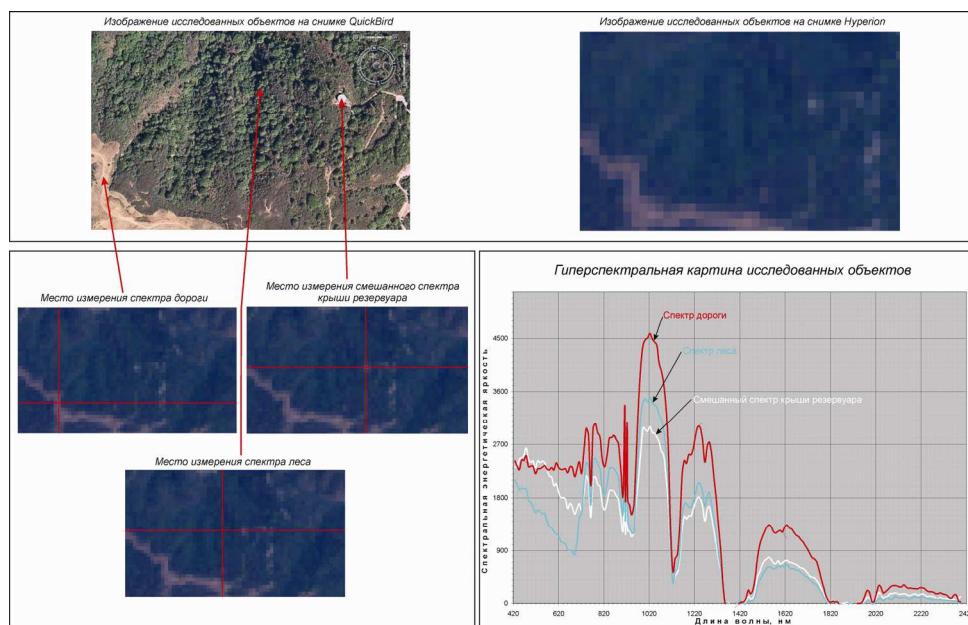 Изображение исследованных объектов на снимке QuickBird
Изображение исследованных объектов на снимке Hyperion
Место измерения спектра дороги
Место измерения смешанного спектра
крыши резервуара
Место измерения спектра леса
Гиперспектральная картина исследованных объектов
Спектральная энергетическая яркость
4500
3600
2700
1800
900
0
Спектр дороги
Спектр леса
Смешанный спектр крыши резервуара
420 620 820 1020 1220 1420 1620 1820 2020 2220 242
Длина волны, нм